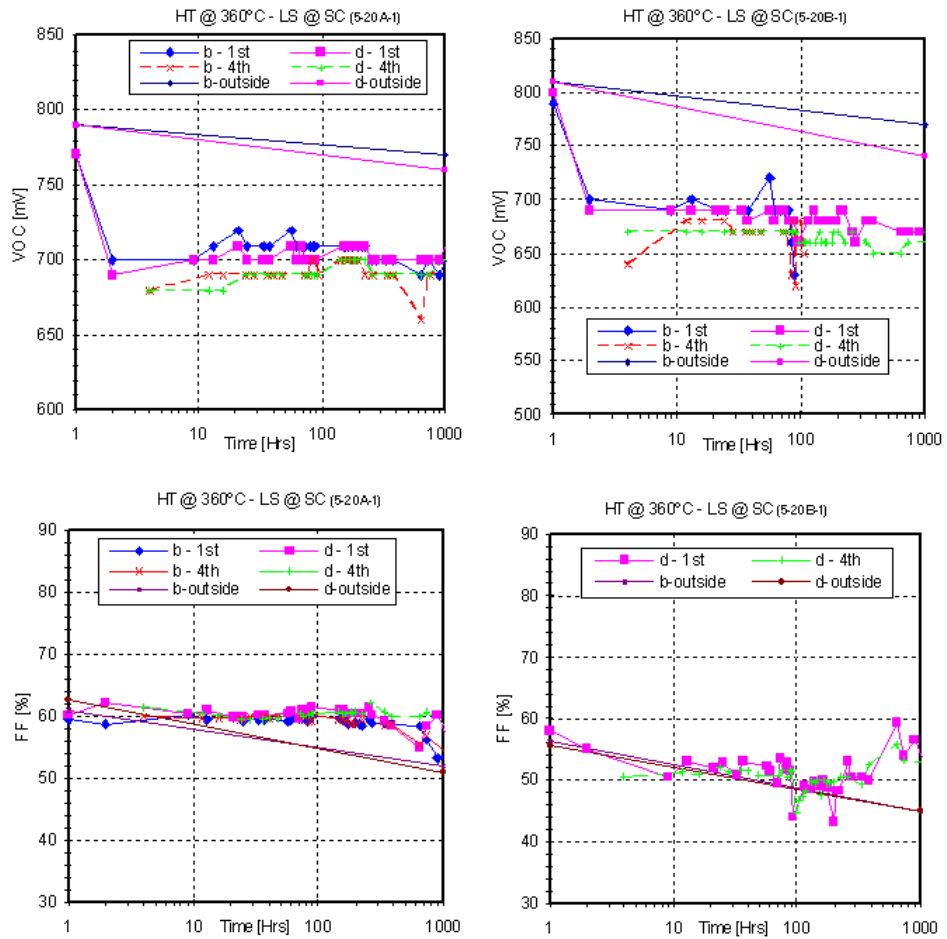 HT @ 360°C - LS @ SC (5-20A-1)
850
800
750
700
650
600
VOC [mV]
b - 1st
d - 1st
b - 4th
d - 4th
b-outside
d-outside
1
10
100
1000
Time [Hrs]
HT @ 360°C - LS @ SC (5-20B-1)
850
800
750
700
650
600
550
500
VOC [mV]
b - 1st
d - 1st
b - 4th
d - 4th
b-outside
d-outside
1
10
100
1000
Time [Hrs]
HT @ 360°C - LS @ SC (5-20A-1)
90
80
70
60
50
40
30
FF [%]
b - 1st
d - 1st
b - 4th
d - 4th
b-outside
d-outside
1
10
100
1000
Time [Hrs]
HT @ 360°C - LS @ SC (5-20B-1)
90
80
70
60
50
40
30
FF [%]
d - 1st
d - 4th
b-outside
d-outside
1
10
100
1000
Time [Hrs]